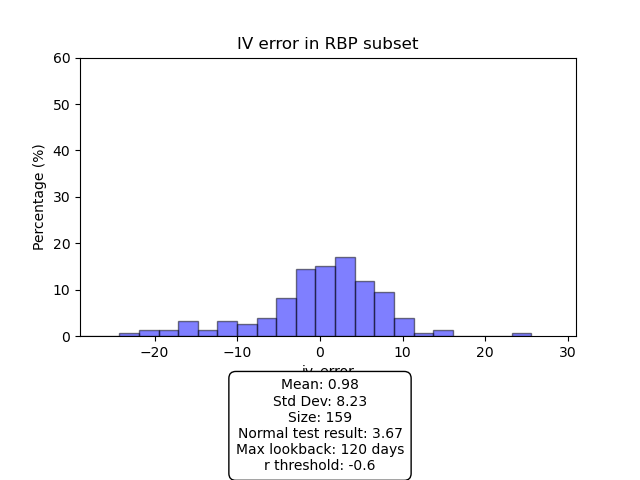 IV error in RBP subset
60
50
40
30
20
10
0
Percentage (%)
−20 −10 0 10 20 30
iv_error
Mean: 0.98
Std Dev: 8.23
Size: 159
Normal test result: 3.67
Max lookback: 120 days
r threshold: -0.6